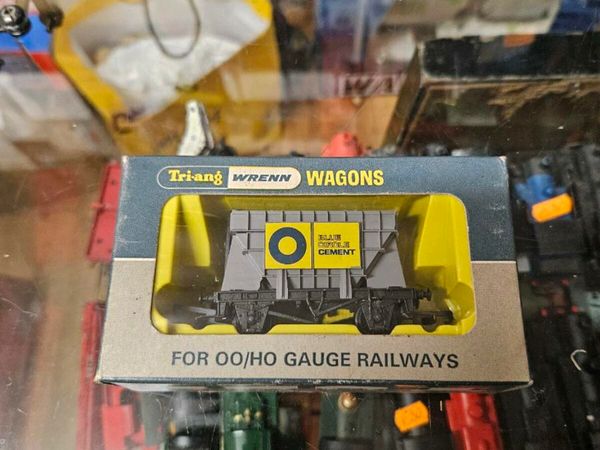 Tri-ang WRENN WAGONS
BLUE
CIRCLE
CEMENT
FOR OO/HO GAUGE RAILWAYS